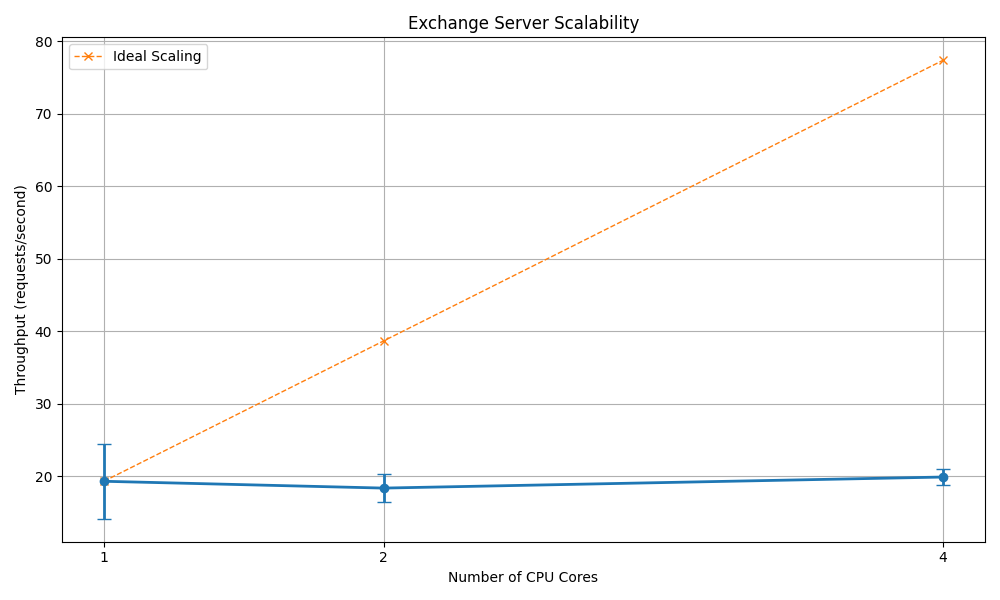 Exchange Server Scalability
Ideal Scaling
Throughput (requests/second)
80
70
60
50
40
30
20
1 2 4
Number of CPU Cores